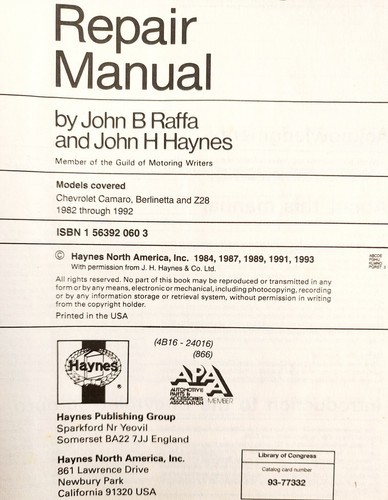 Repair
Manual
by John B Raffa
and John H Haynes
Member of the Guild of Motoring Writers
Models covered
Chevrolet Camaro, Berlinetta and Z28
1982 through 1992
ISBN 1 56392 060 3
© Haynes North America, Inc. 1984, 1987, 1989, 1991, 1993
With permission from J. H. Haynes & Co. Ltd.
All rights reserved. No part of this book may be reproduced or transmitted in any
form or by any means, electronic or mechanical, including photocopying, recording
or by any information storage or retrieval system, without permission in writing
from the copyright holder.
Printed in the USA
(4B16 - 24016)
(866)
Haynes
®
APAA
AUTOMOTIVE
PARTS &
ACCESSORIES
ASSOCIATION
MEMBER
Haynes Publishing Group
Sparkford Nr Yeovil
Somerset BA22 7JJ England
Haynes North America, Inc.
861 Lawrence Drive
Newbury Park
California 91320 USA
Library of Congress
Catalog card number
93-77332